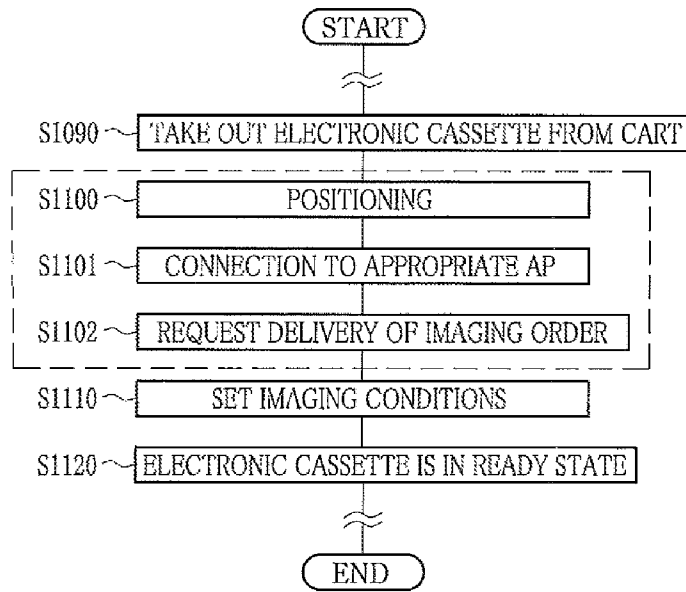 START
S1090 TAKE OUT ELECTRONIC CASSETTE FROM CART
S1100 POSITIONING
S1101 CONNECTION TO APPROPRIATE AP
S1102 REQUEST DELIVERY OF IMAGING ORDER
S1110 SET IMAGING CONDITIONS
S1120 ELECTRONIC CASSETTE IS IN READY STATE
END